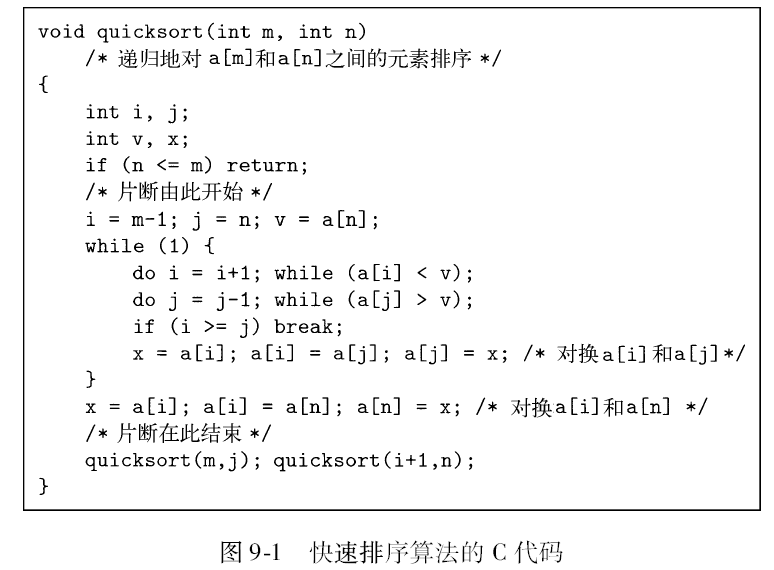 void quicksort(int m, int n)
    /* 递归地对 a[m]和a[n]之间的元素排序 */
{
    int i, j;
    int v, x;
    if (n <= m) return;
    /* 片断由此开始 */
    i = m-1; j = n; v = a[n];
    while (1) {
        do i = i+1; while (a[i] < v);
        do j = j-1; while (a[j] > v);
        if (i >= j) break;
        x = a[i]; a[i] = a[j]; a[j] = x; /* 对换a[i]和a[j]*/
    }
    x = a[i]; a[i] = a[n]; a[n] = x; /* 对换a[i]和a[n] */
    /* 片断在此结束 */
    quicksort(m,j); quicksort(i+1,n);
}
图 9-1 快速排序算法的 C 代码